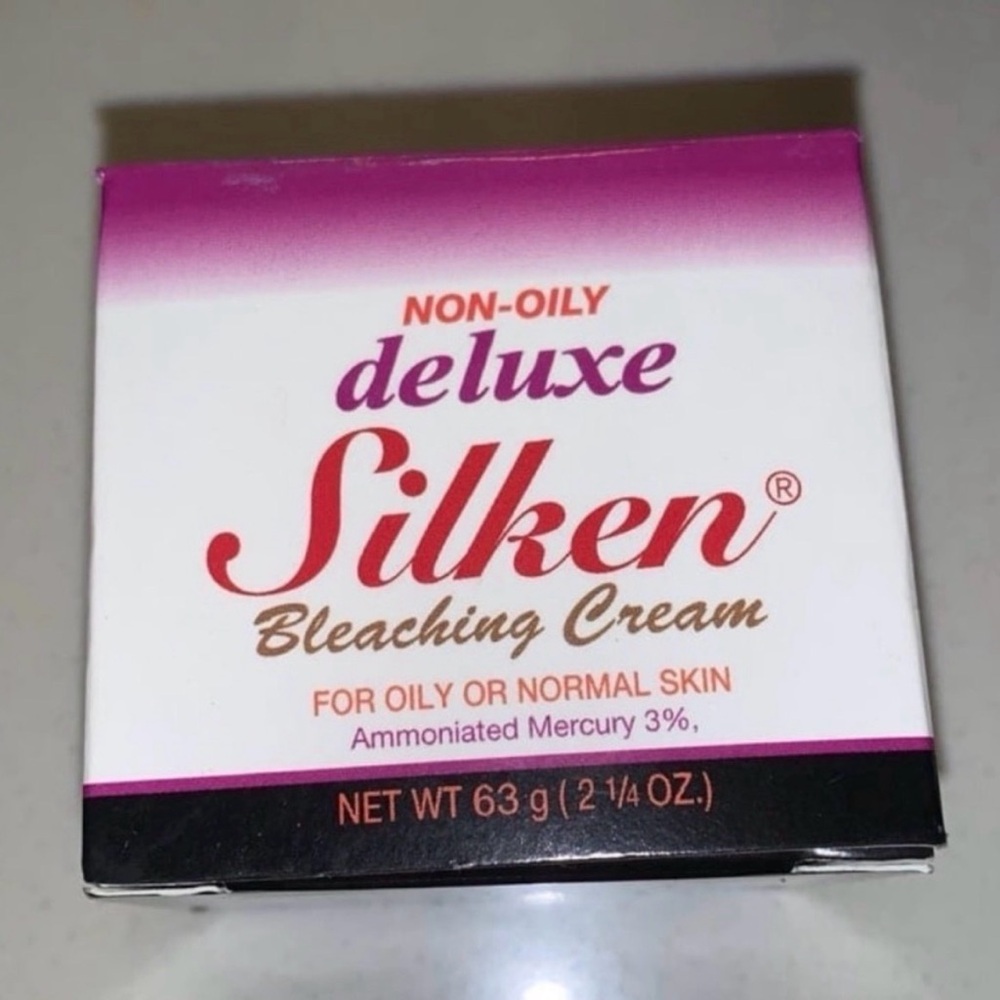 NON-OILY
deluxe
Silken®
Bleaching Cream
FOR OILY OR NORMAL SKIN
Ammoniated Mercury 3%,
NET WT 63 g ( 2 1/4 OZ.)